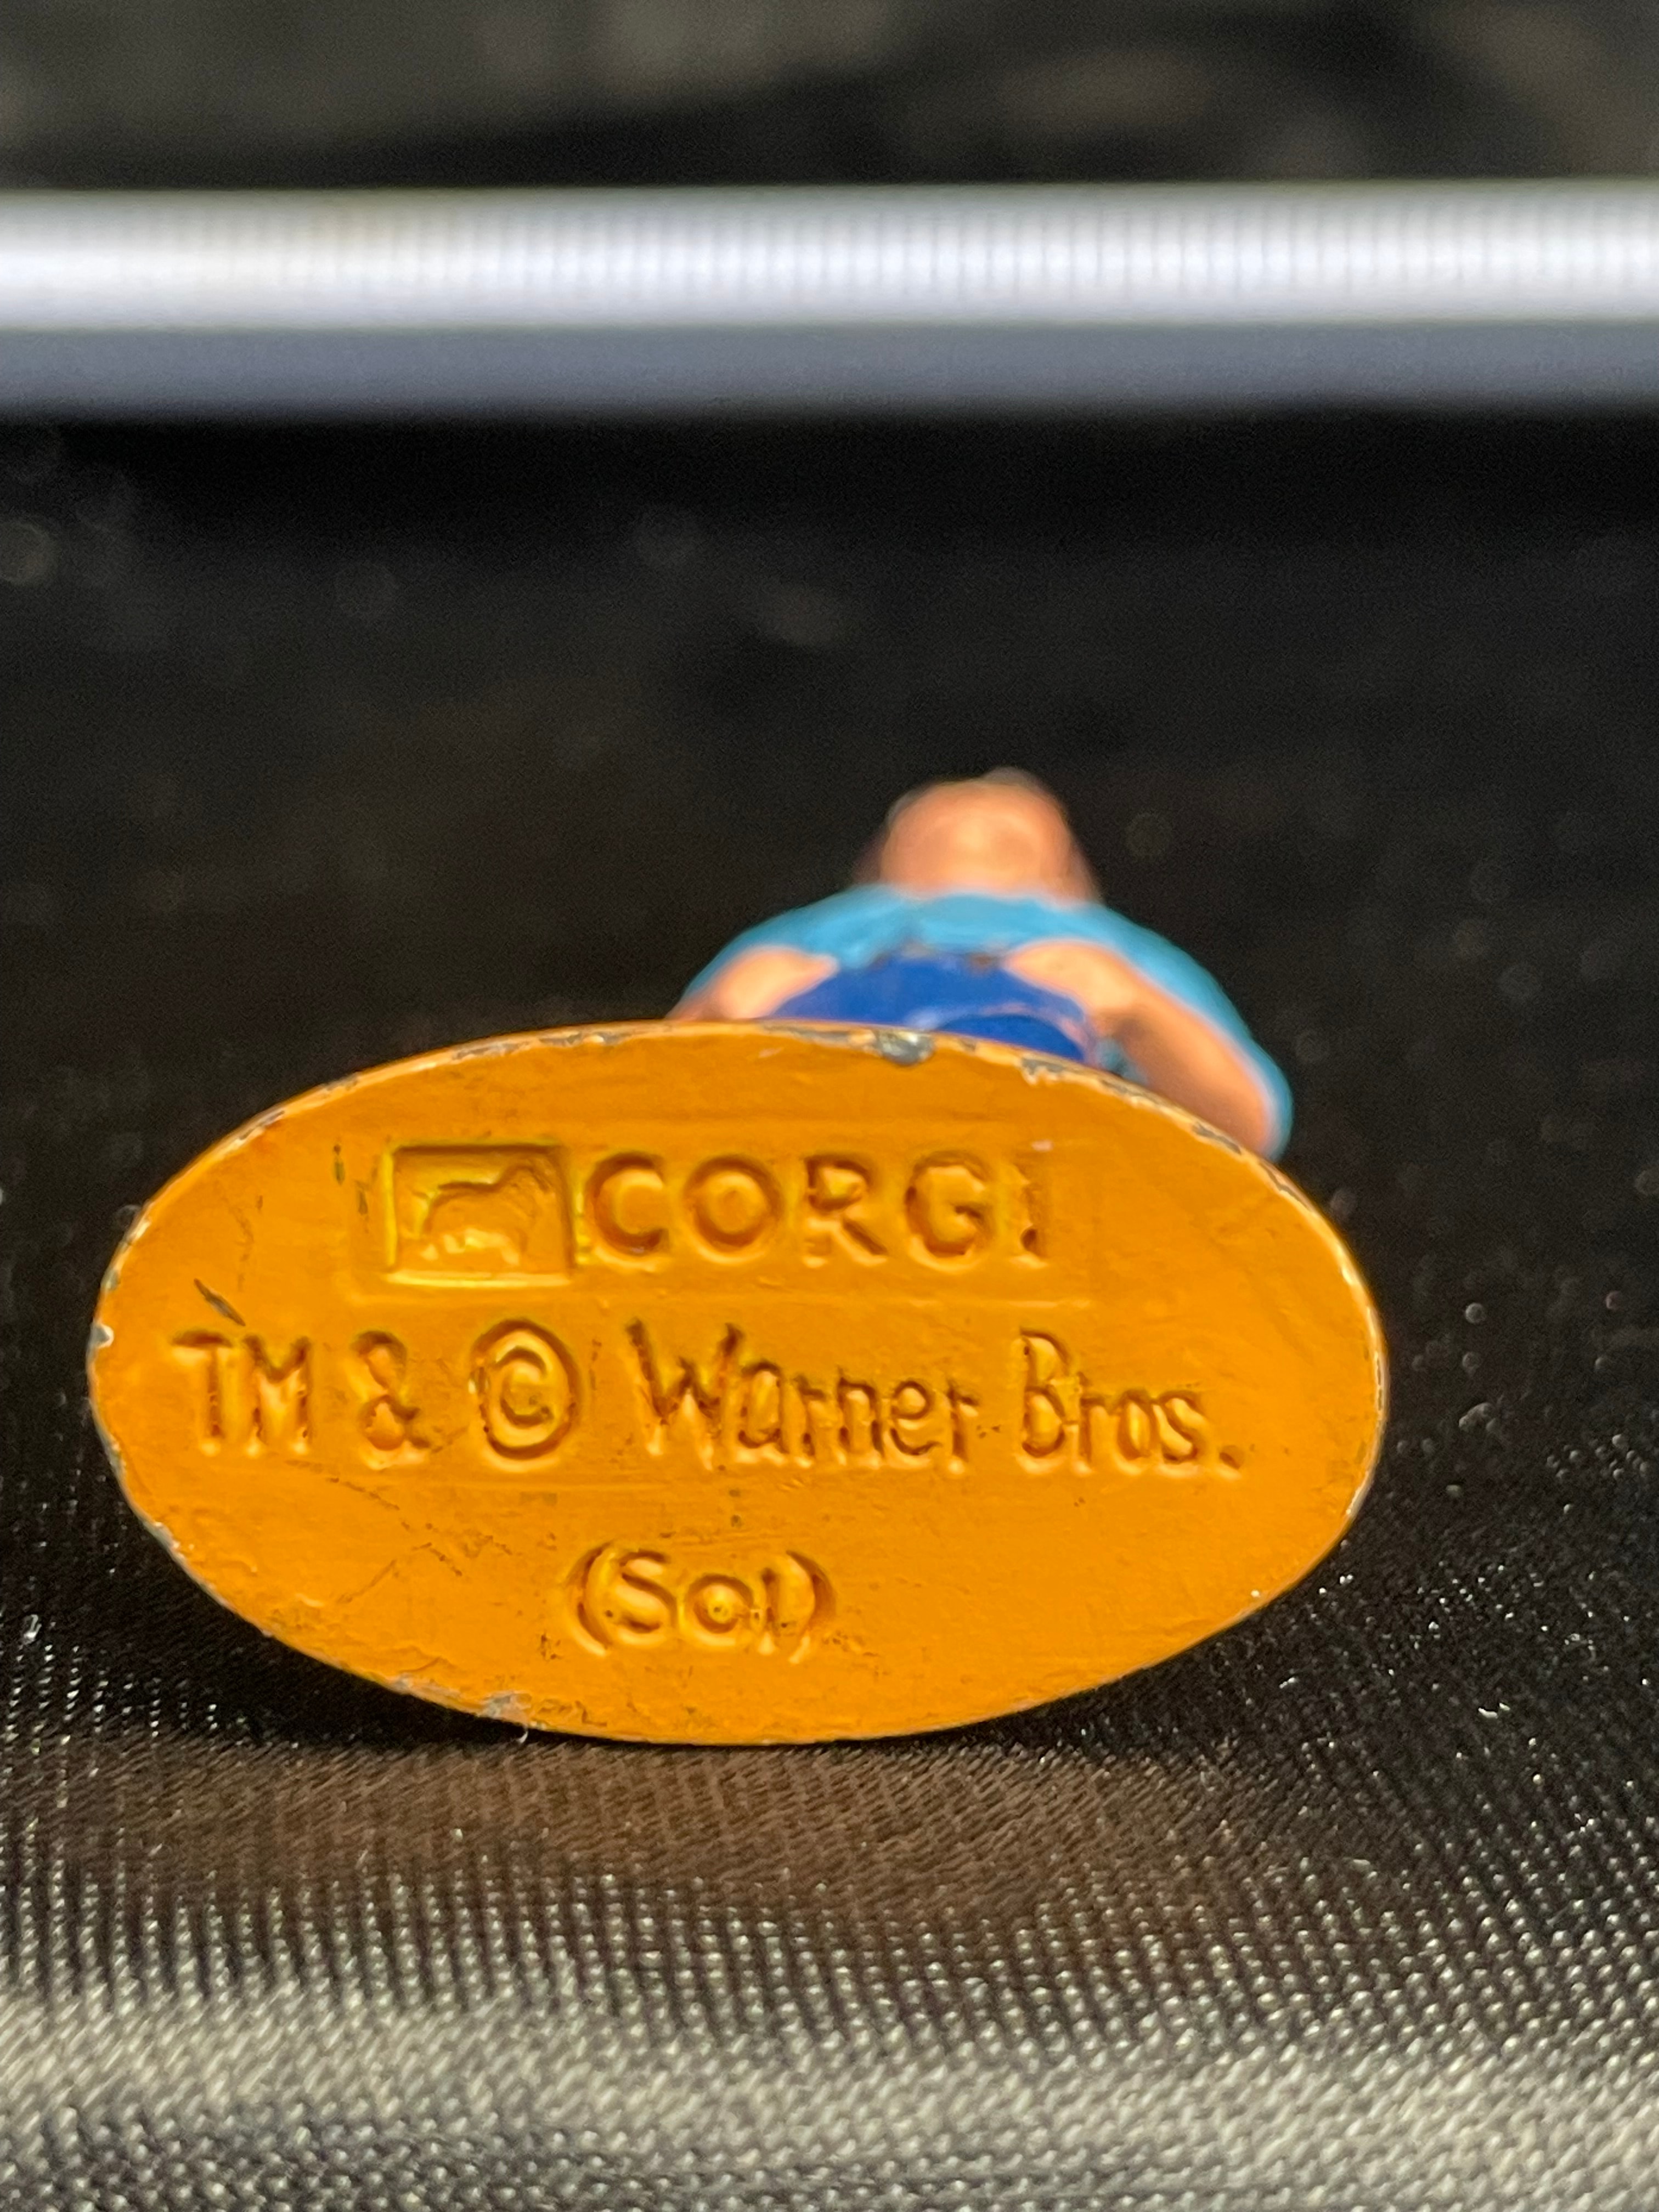 CORGI
TM & © Warner Bros.
(Sol)